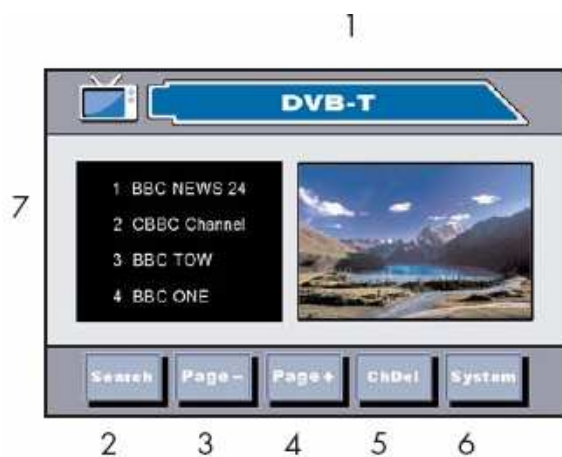 1
DVB-T
7
1 BBC NEWS 24
2 CBBC Channel
3 BBC TOW
4 BBC ONE
Search Page- Page+ ChDel System
2 3 4 5 6